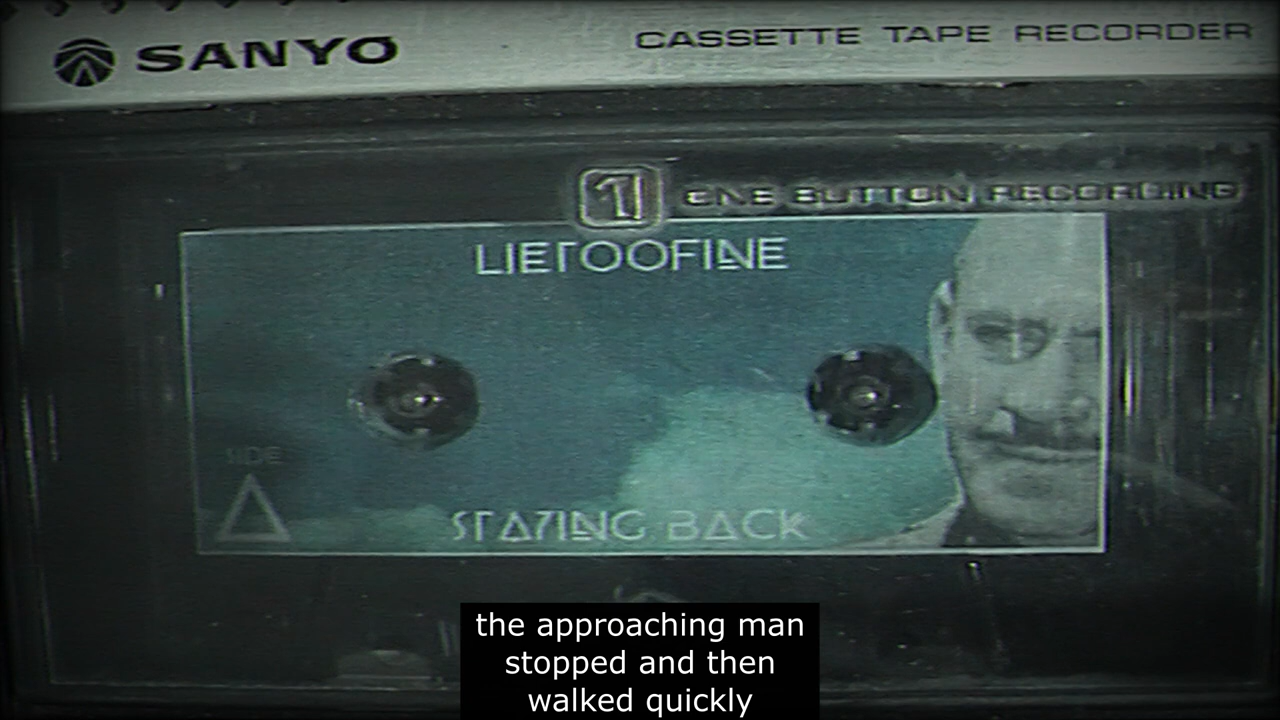 SANYO
CASSETTE TAPE RECORDER
1 ONE BUTTON RECORDING
LIETOOFINE
SIDE
A
STAYING BACK
the approaching man
stopped and then
walked quickly